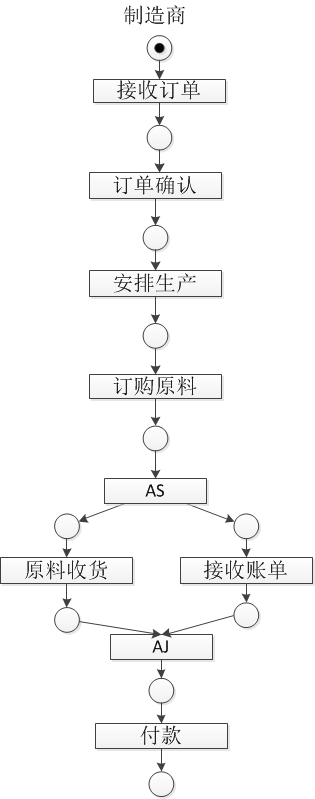 制造商
接收订单
订单确认
安排生产
订购原料
AS
原料收货
接收账单
AJ
付款